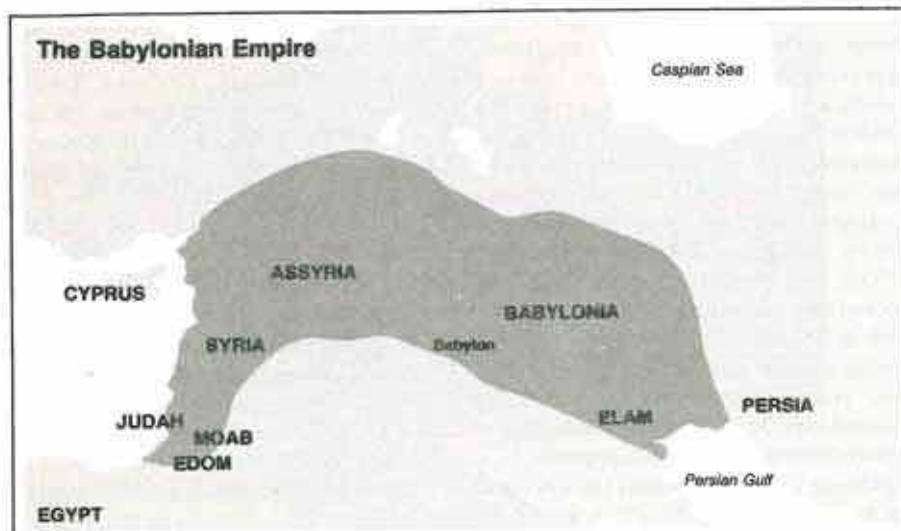 The Babylonian Empire
Caspian Sea
ASSYRIA
CYPRUS
BABYLONIA
SYRIA
Babylon
JUDAH
MOAB
EDOM
ELAM
PERSIA
Persian Gulf
EGYPT